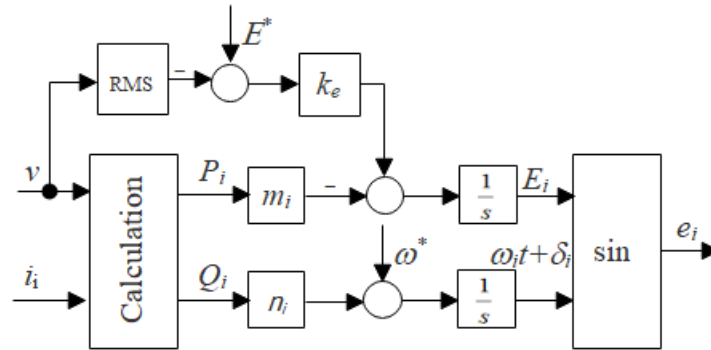 E*
RMS
−
k_e
v
Calculation
P_i
m_i
−
1/s
E_i
sin
e_i
ω*
ω_i t+δ_i
i_i
Q_i
n_i
1/s